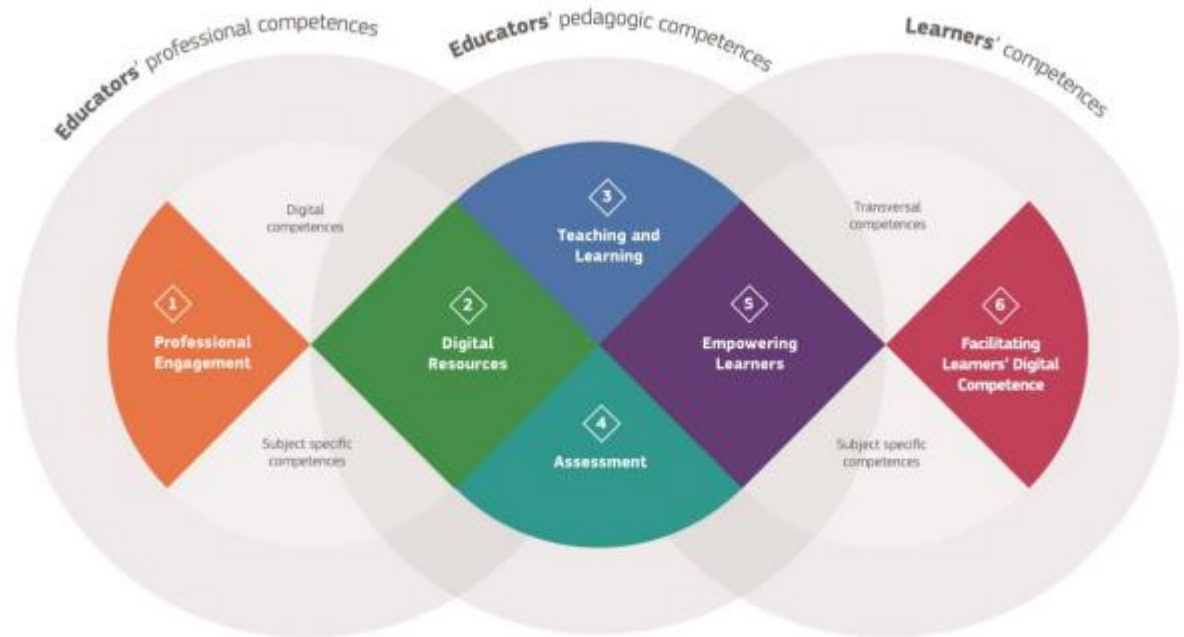 Educators' professional competences
Educators' pedagogic competences
Learners' competences
Digital
competences
Transversal
competences
3
Teaching and
Learning
1
Professional
Engagement
2
Digital
Resources
5
Empowering
Learners
6
Facilitating
Learners' Digital
Competence
4
Assessment
Subject specific
competences
Subject specific
competences